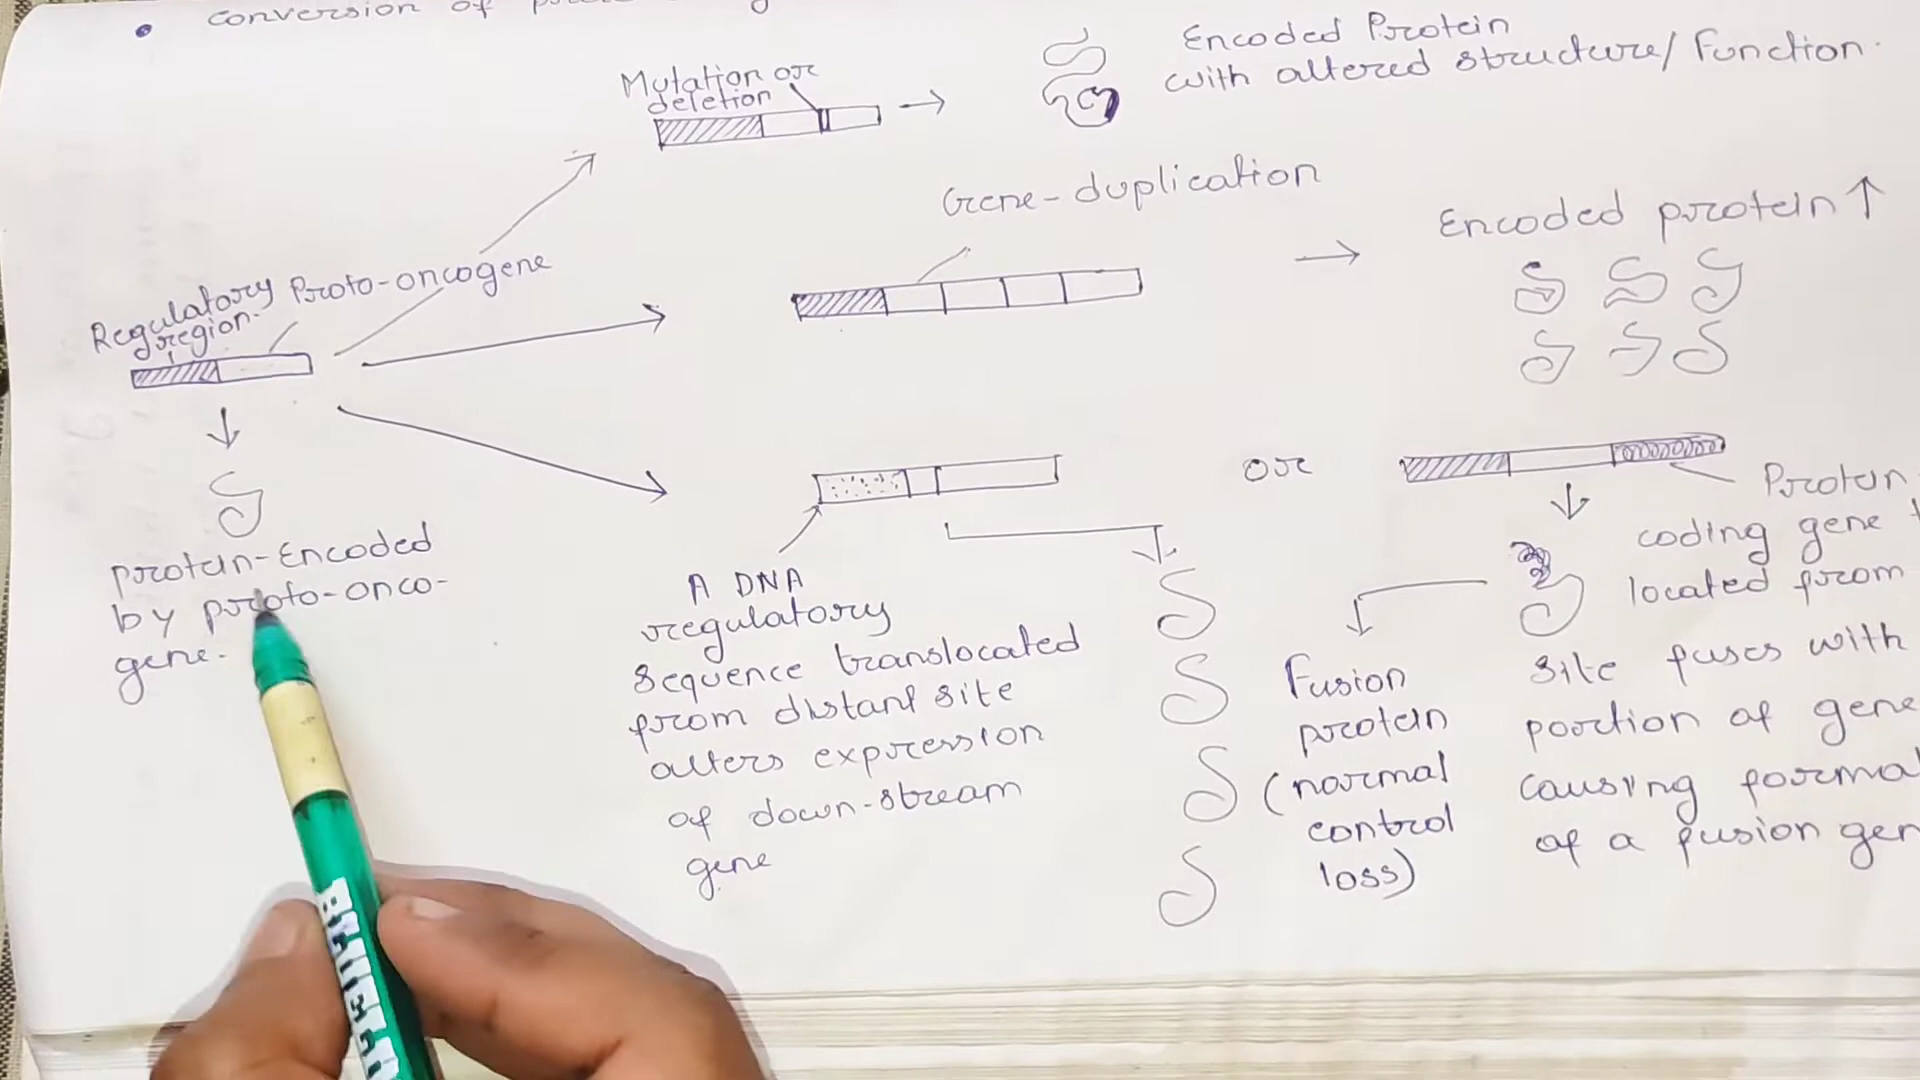 conversion of
Mutation or
deletion
Encoded Protein
with altered structure/Function.
Gene-duplication
Encoded protein↑
Regulatory
region.
Proto-oncogene
Protein-Encoded
by proto-onco-
gene.
or
A DNA
regulatory
sequence translocated
from distant site
alters expression
of down-stream
gene
Fusion
protein
(normal
control
loss)
Protein
coding gene
located from
site fuses with
portion of gene
causing
of a fusion